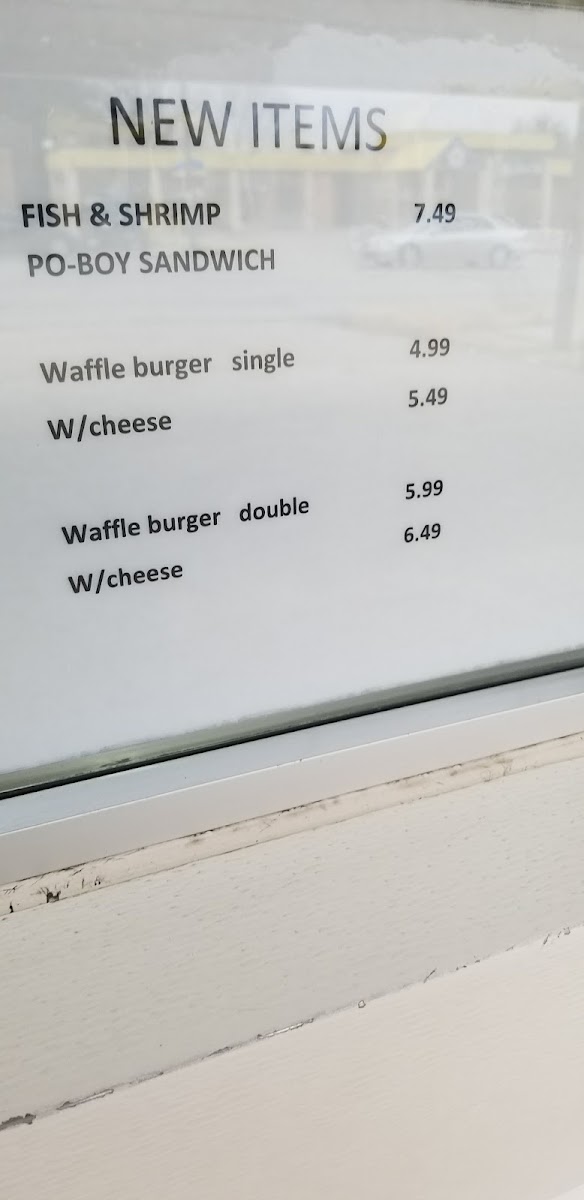 NEW ITEMS
FISH & SHRIMP 7.49
PO-BOY SANDWICH
Waffle burger single 4.99
W/cheese 5.49
Waffle burger double 5.99
W/cheese 6.49